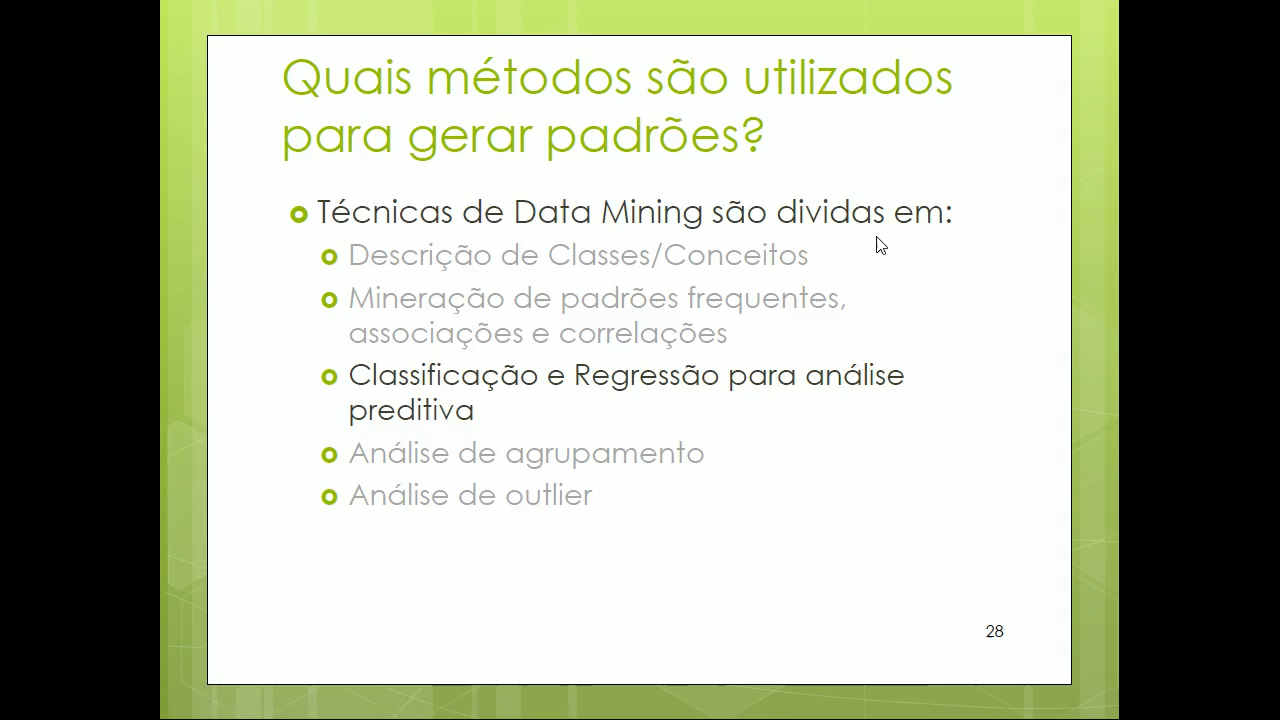 Quais métodos são utilizados
para gerar padrões?
Técnicas de Data Mining são dividas em:
Descrição de Classes/Conceitos
Mineração de padrões frequentes,
associações e correlações
Classificação e Regressão para análise
preditiva
Análise de agrupamento
Análise de outlier
28